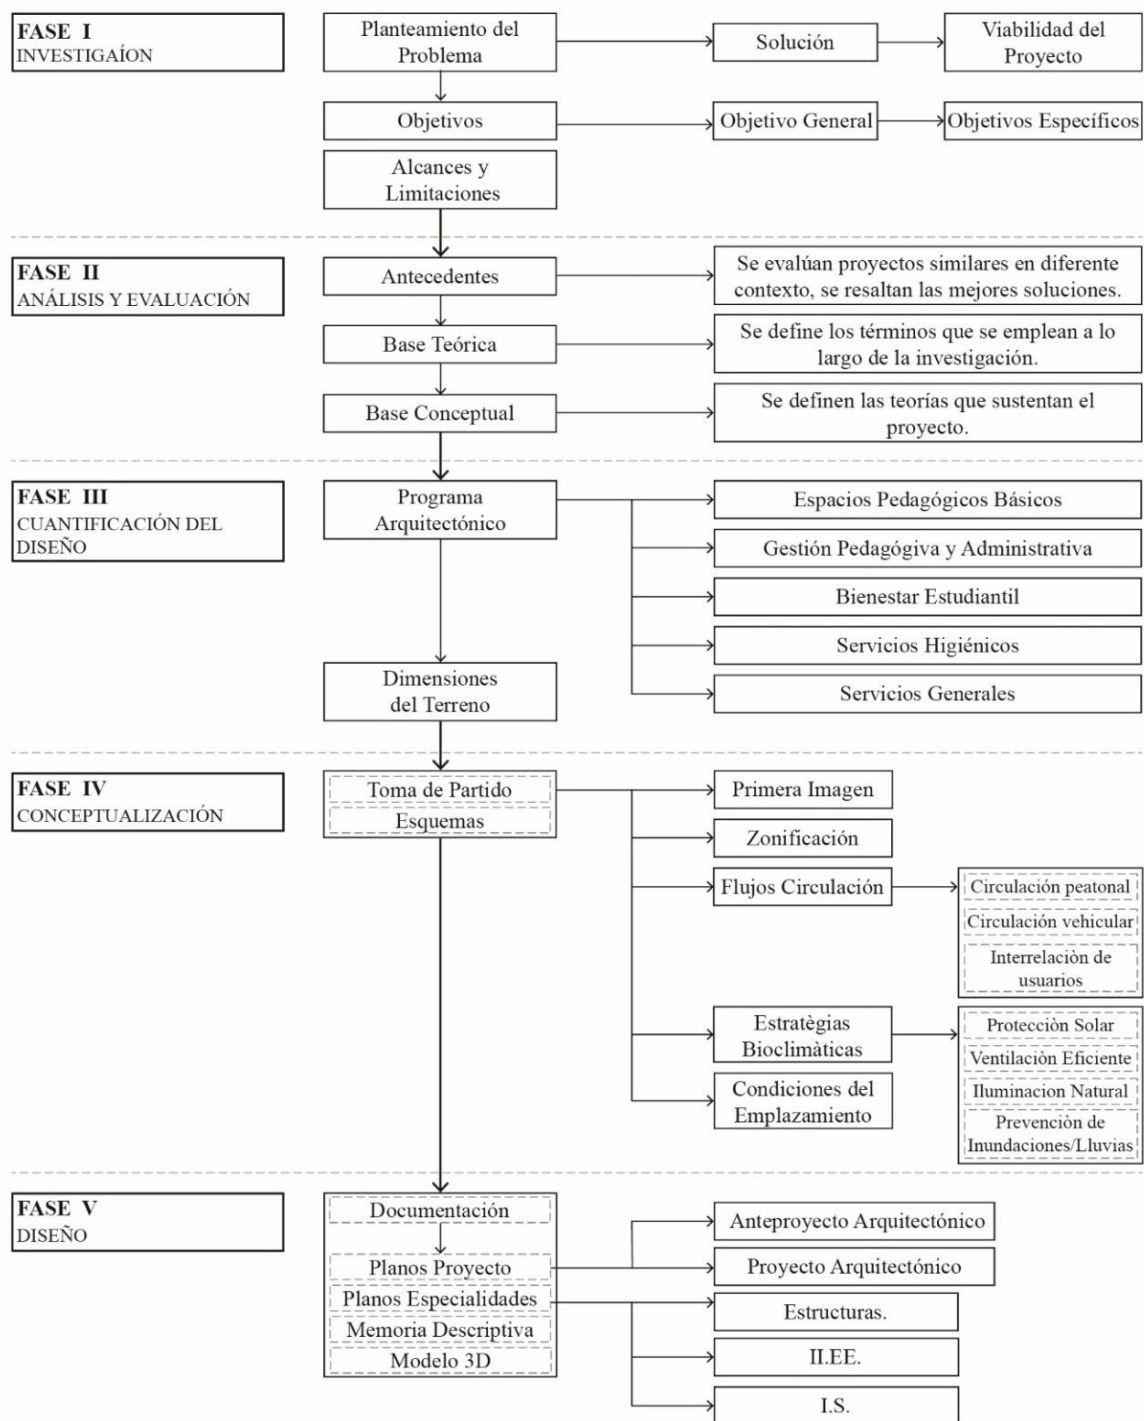 FASE I
INVESTIGAÍON
Planteamiento del
Problema
Solución
Viabilidad del
Proyecto
Objetivos
Objetivo General
Objetivos Específicos
Alcances y
Limitaciones
FASE II
ANÁLISIS Y EVALUACIÓN
Antecedentes
Se evalúan proyectos similares en diferente
contexto, se resaltan las mejores soluciones.
Base Teórica
Se define los términos que se emplean a lo
largo de la investigación.
Base Conceptual
Se definen las teorías que sustentan el
proyecto.
FASE III
CUANTIFICACIÓN DEL
DISEÑO
Programa
Arquitectónico
Espacios Pedagógicos Básicos
Gestión Pedagógiva y Administrativa
Bienestar Estudiantil
Servicios Higiénicos
Servicios Generales
Dimensiones
del Terreno
FASE IV
CONCEPTUALIZACIÓN
Toma de Partido
Esquemas
Primera Imagen
Zonificación
Flujos Circulación
Circulación peatonal
Circulación vehicular
Interrelaciòn de
usuarios
Estratègias
Bioclimàticas
Protecciòn Solar
Ventilaciòn Eficiente
Iluminacion Natural
Prevenciòn de
Inundaciones/Lluvias
Condiciones del
Emplazamiento
FASE V
DISEÑO
Documentación
Planos Proyecto
Planos Especialidades
Memoria Descriptiva
Modelo 3D
Anteproyecto Arquitectónico
Proyecto Arquitectónico
Estructuras.
II.EE.
I.S.